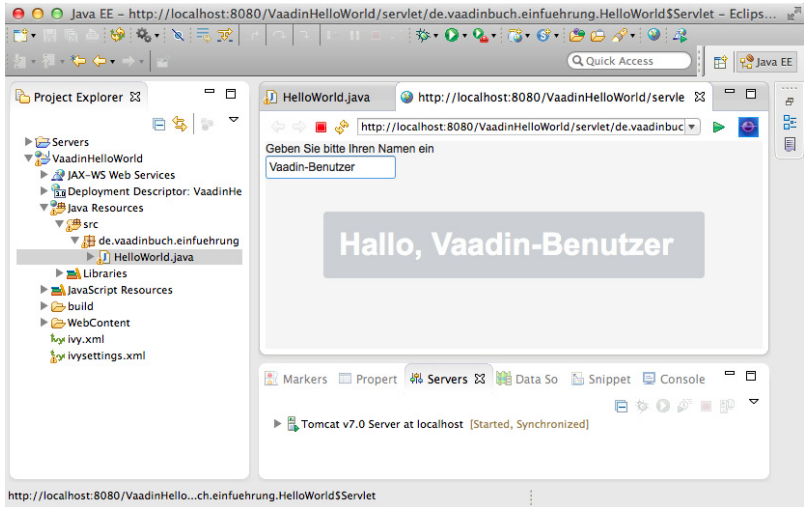 Java EE – http://localhost:8080/VaadinHelloWorld/servlet/de.vaadinbuch.einfuehrung.HelloWorld$Servlet – Eclips...
Quick Access
Java EE
Project Explorer
Servers
VaadinHelloWorld
JAX-WS Web Services
Deployment Descriptor: VaadinHe
Java Resources
src
de.vaadinbuch.einfuehrung
HelloWorld.java
Libraries
JavaScript Resources
build
WebContent
ivy.xml
ivysettings.xml
HelloWorld.java
http://localhost:8080/VaadinHelloWorld/servle
http://localhost:8080/VaadinHelloWorld/servlet/de.vaadinbuc
Geben Sie bitte Ihren Namen ein
Vaadin-Benutzer
Hallo, Vaadin-Benutzer
Markers Propert Servers Data So Snippet Console
Tomcat v7.0 Server at localhost [Started, Synchronized]
http://localhost:8080/VaadinHello...ch.einfuehrung.HelloWorld$Servlet